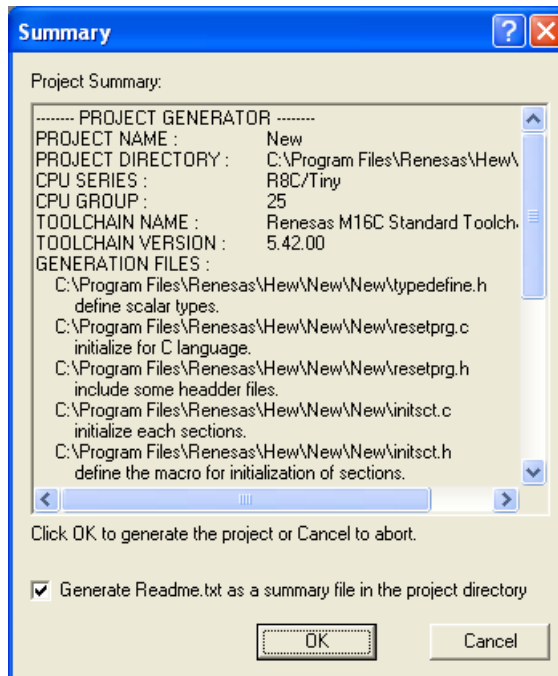 Summary
Project Summary:
-------- PROJECT GENERATOR --------
PROJECT NAME : New
PROJECT DIRECTORY : C:\Program Files\Renesas\Hew\
CPU SERIES : R8C/Tiny
CPU GROUP : 25
TOOLCHAIN NAME : Renesas M16C Standard Toolch
TOOLCHAIN VERSION : 5.42.00
GENERATION FILES :
C:\Program Files\Renesas\Hew\New\New\typedefine.h
define scalar types.
C:\Program Files\Renesas\Hew\New\New\resetprg.c
initialize for C language.
C:\Program Files\Renesas\Hew\New\New\resetprg.h
include some headder files.
C:\Program Files\Renesas\Hew\New\New\initsct.c
initialize each sections.
C:\Program Files\Renesas\Hew\New\New\initsct.h
define the macro for initialization of sections.
Click OK to generate the project or Cancel to abort.
Generate Readme.txt as a summary file in the project directory
OK Cancel